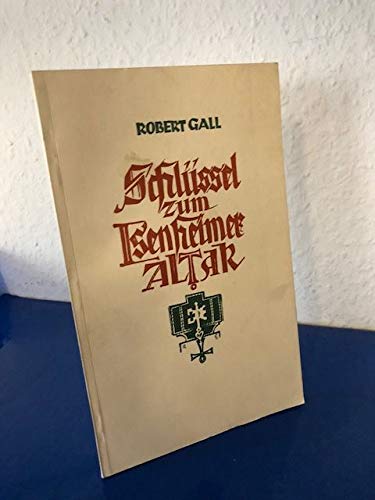 ROBERT GALL
Schlüssel
zum
Isenheimer
ALTAR